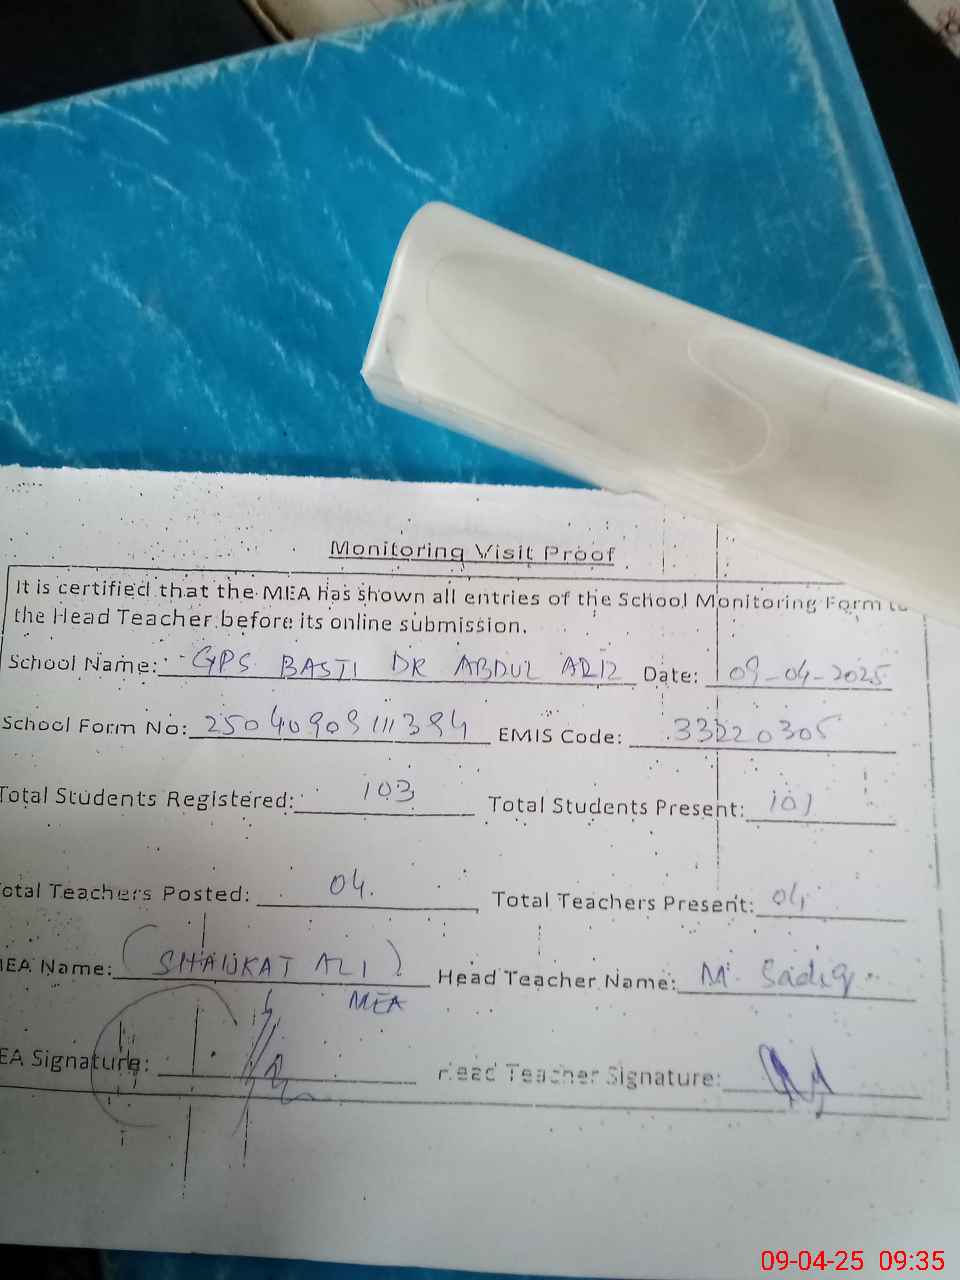 Monitoring Visit Proof
It is certified that the MEA has shown all entries of the School Monitoring Form to
the Head Teacher before its online submission.
School Name: GPS BASTI DR ABDUL AZIZ Date: 09-04-2025
School Form No: 25040909111394 EMIS Code: 33220305
Total Students Registered: 103 Total Students Present: 101
otal Teachers Posted: 04. Total Teachers Present: 04
MEA Name: (SHAUKAT ALI) Head Teacher Name: M. Sadiq
MEA
EA Signature: Head Teacher Signature:
09-04-25 09:35